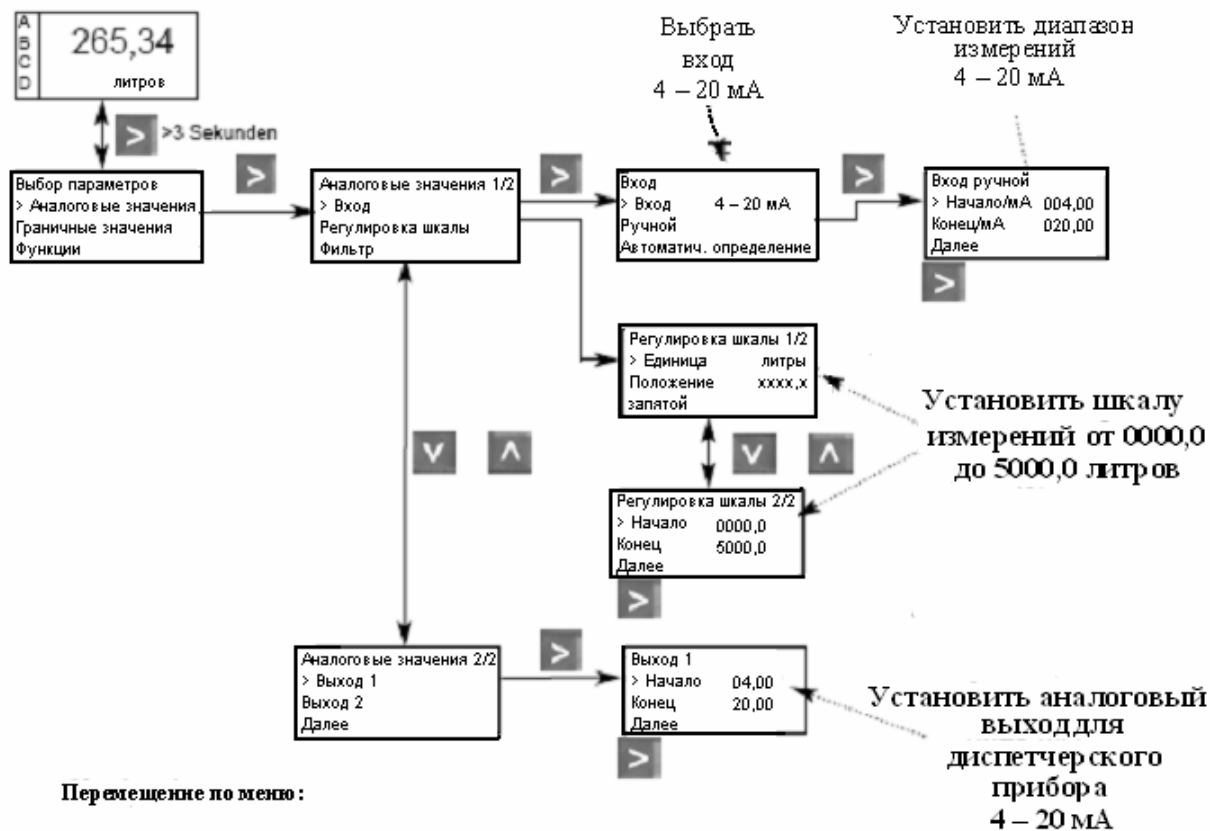 A
B
C
D
265,34
литров
>3 Sekunden
Выбрать
вход
4 – 20 мА
Установить диапазон
измерений
4 – 20 мА
Выбор параметров
> Аналоговые значения
Граничные значения
Функции
Аналоговые значения 1/2
> Вход
Регулировка шкалы
Фильтр
Вход
> Вход 4 – 20 мА
Ручной
Автоматич. определение
Вход ручной
> Начало/мА 004,00
Конец/мА 020,00
Далее
Регулировка шкалы 1/2
> Единица литры
Положение xxxx,x
запятой
Установить шкалу
измерений от 0000,0
до 5000,0 литров
Регулировка шкалы 2/2
> Начало 0000,0
Конец 5000,0
Далее
Аналоговые значения 2/2
> Выход 1
Выход 2
Далее
Выход 1
> Начало 04,00
Конец 20,00
Далее
Установить аналоговый
выход для
диспетчерского
прибора
4 – 20 мА
Перемещение по меню: